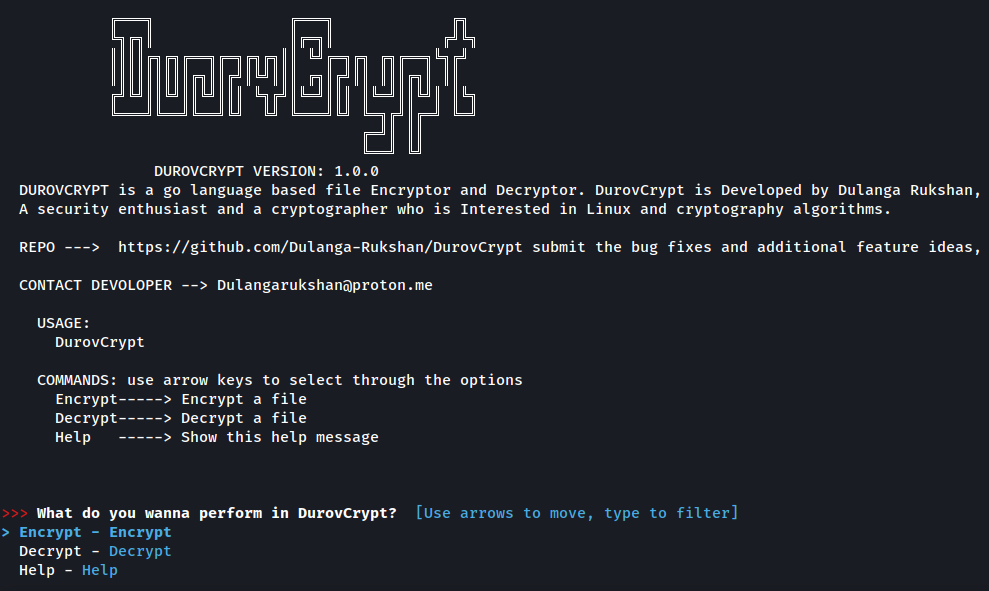 DurovCrypt
DUROVCRYPT VERSION: 1.0.0
DUROVCRYPT is a go language based file Encryptor and Decryptor. DurovCrypt is Developed by Dulanga Rukshan,
A security enthusiast and a cryptographer who is Interested in Linux and cryptography algorithms.
REPO ---> https://github.com/Dulanga-Rukshan/DurovCrypt submit the bug fixes and additional feature ideas,
CONTACT DEVOLOPER --> Dulangarukshan@proton.me
USAGE:
DurovCrypt
COMMANDS: use arrow keys to select through the options
Encrypt-----> Encrypt a file
Decrypt-----> Decrypt a file
Help -----> Show this help message
>>> What do you wanna perform in DurovCrypt? [Use arrows to move, type to filter]
> Encrypt - Encrypt
Decrypt - Decrypt
Help - Help